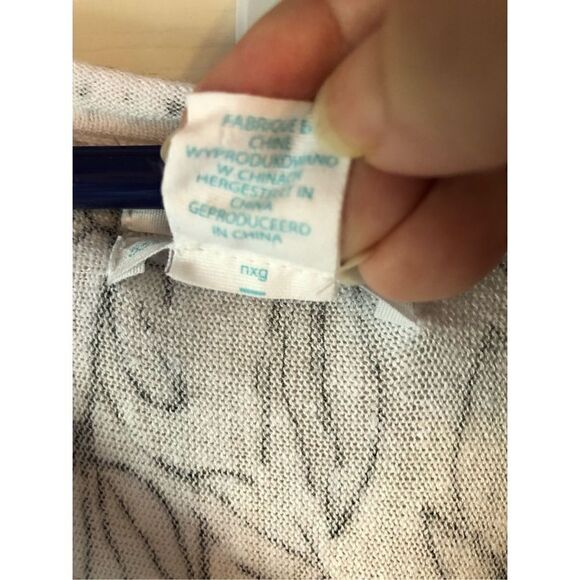 FABRIQUÉ EN
CHINE
WYPRODUKOWANO
W CHINACH
HERGESTELLT IN
CHINA
GEPRODUCEERD
IN CHINA
nxg